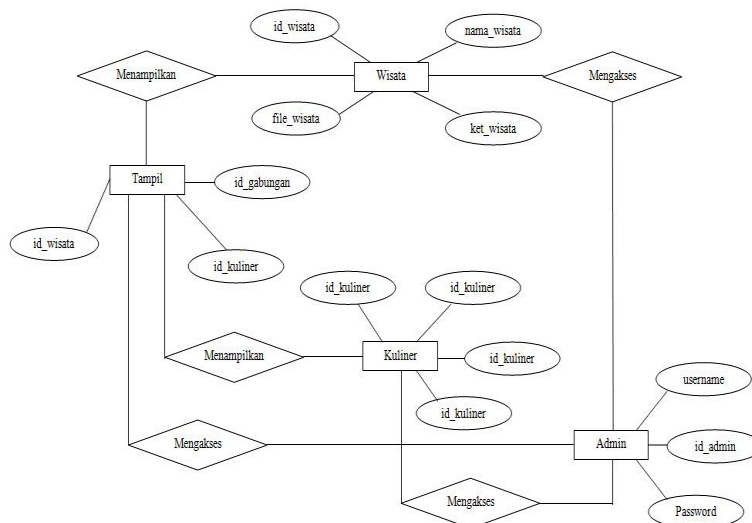 id_wisata
nama_wisata
Menampilkan
Wisata
Mengakses
file_wisata
ket_wisata
Tampil
id_gabungan
id_wisata
id_kuliner
id_kuliner
id_kuliner
Menampilkan
Kuliner
id_kuliner
id_kuliner
username
Mengakses
Admin
id_admin
Mengakses
Password